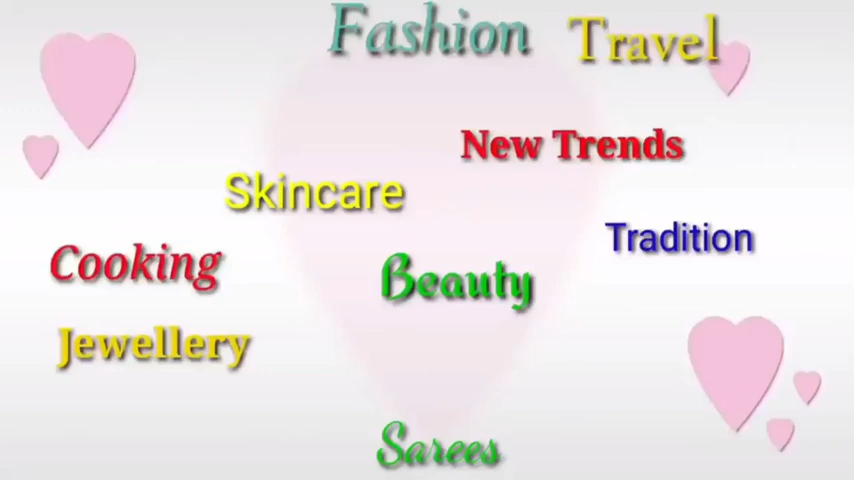 Fashion
Travel
New Trends
Skincare
Tradition
Cooking
Beauty
Jewellery
Sarees